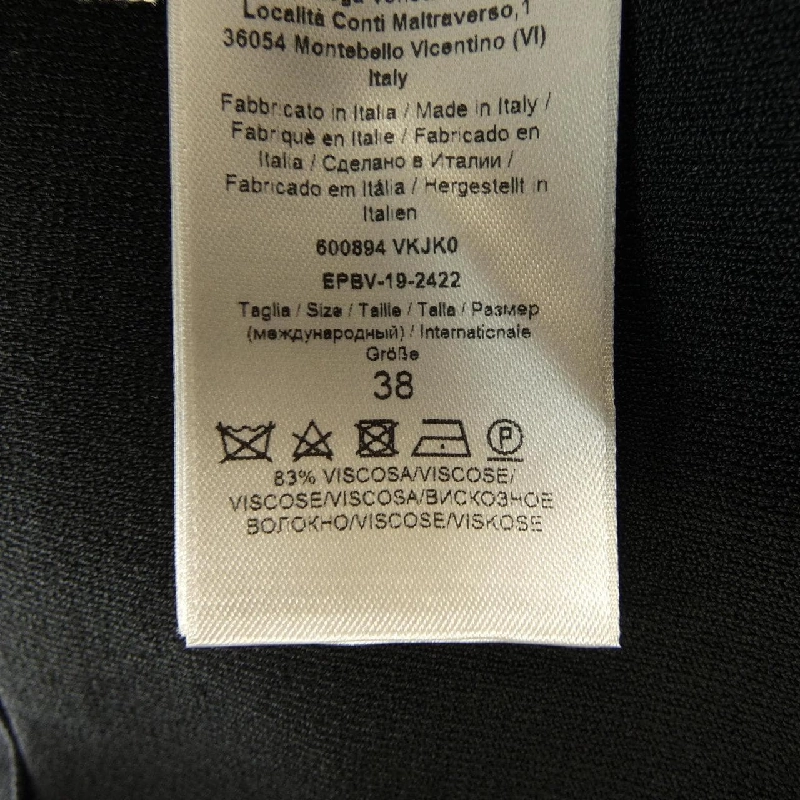 Località Conti Maltraverso,1
36054 Montebello Vicentino (VI)
Italy
Fabbricato in Italia / Made in Italy /
Fabriquè en Italie / Fabricado en
Italia / Сделано в Италии /
Fabricado em Itália / Hergestellt in
Italien
600894 VKJK0
EPBV-19-2422
Taglia / Size / Taille / Talla / Размер
(международный) / Internationale
Größe
38
P
83% VISCOSA/VISCOSE/
VISCOSE/VISCOSA/ВИСКОЗНОЕ
ВОЛОКНО/VISCOSE/VISKOSE